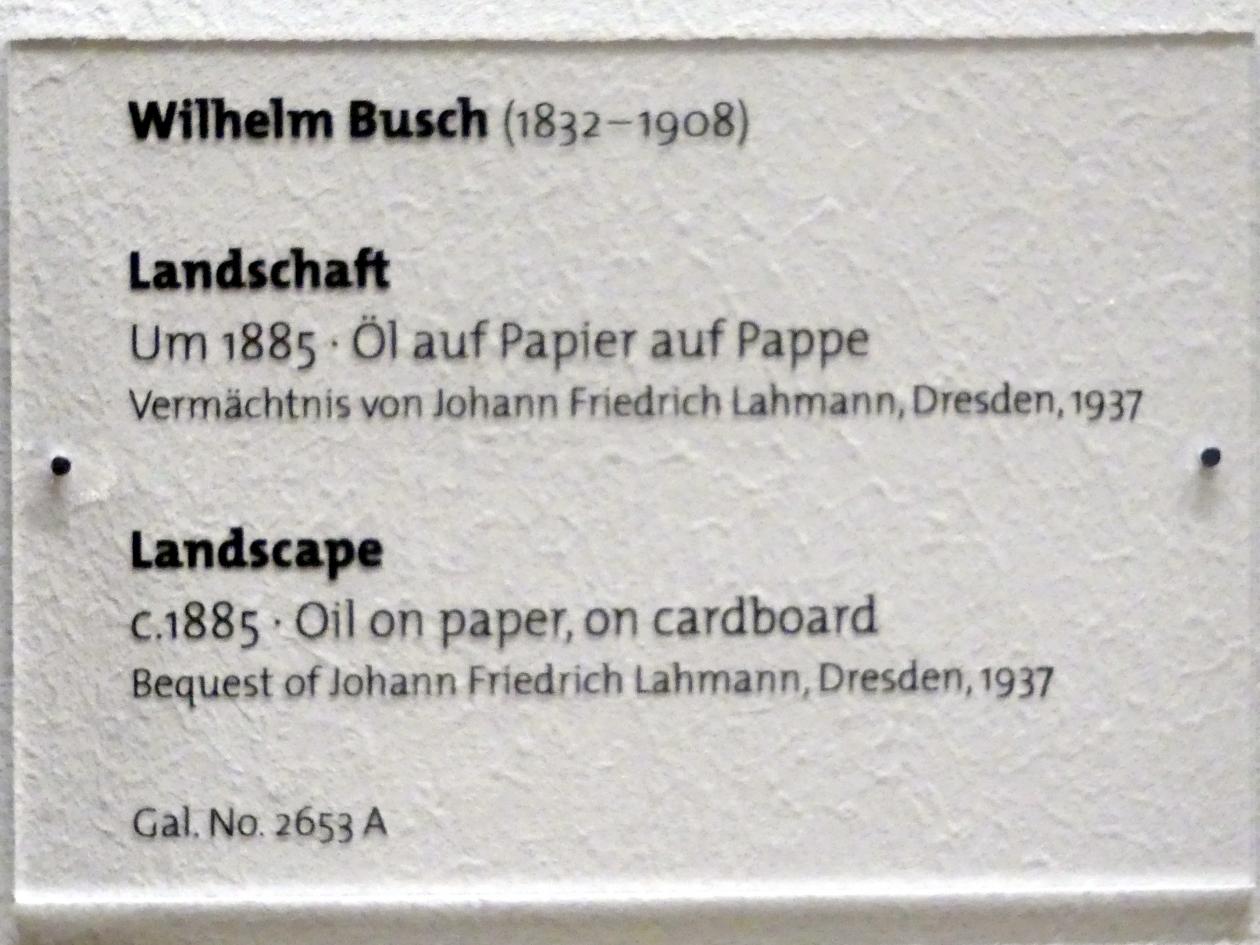 Wilhelm Busch (1832–1908)
Landschaft
Um 1885 · Öl auf Papier auf Pappe
Vermächtnis von Johann Friedrich Lahmann, Dresden, 1937
Landscape
c.1885 · Oil on paper, on cardboard
Bequest of Johann Friedrich Lahmann, Dresden, 1937
Gal. No. 2653 A